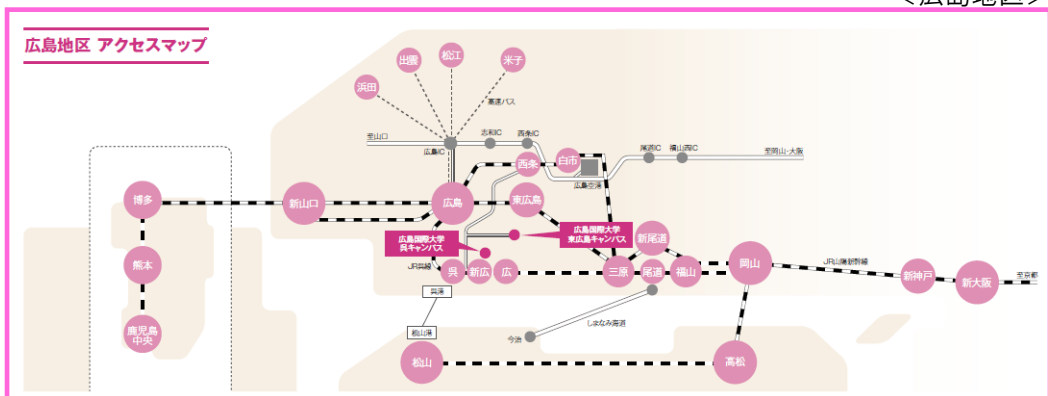 <広島地区>
広島地区 アクセスマップ
出雲
松江
米子
浜田
高速バス
至山口
広島IC
志和IC
西条IC
尾道IC
福山西IC
至岡山・大阪
西条
白市
広島空港
博多
新山口
広島
東広島
広島国際大学
呉キャンパス
広島国際大学
東広島キャンパス
新尾道
熊本
JR呉線
呉
新広
広
三原
尾道
福山
岡山
JR山陽新幹線
新神戸
新大阪
至京都
呉港
鹿児島
中央
松山港
今治
しまなみ海道
松山
高松